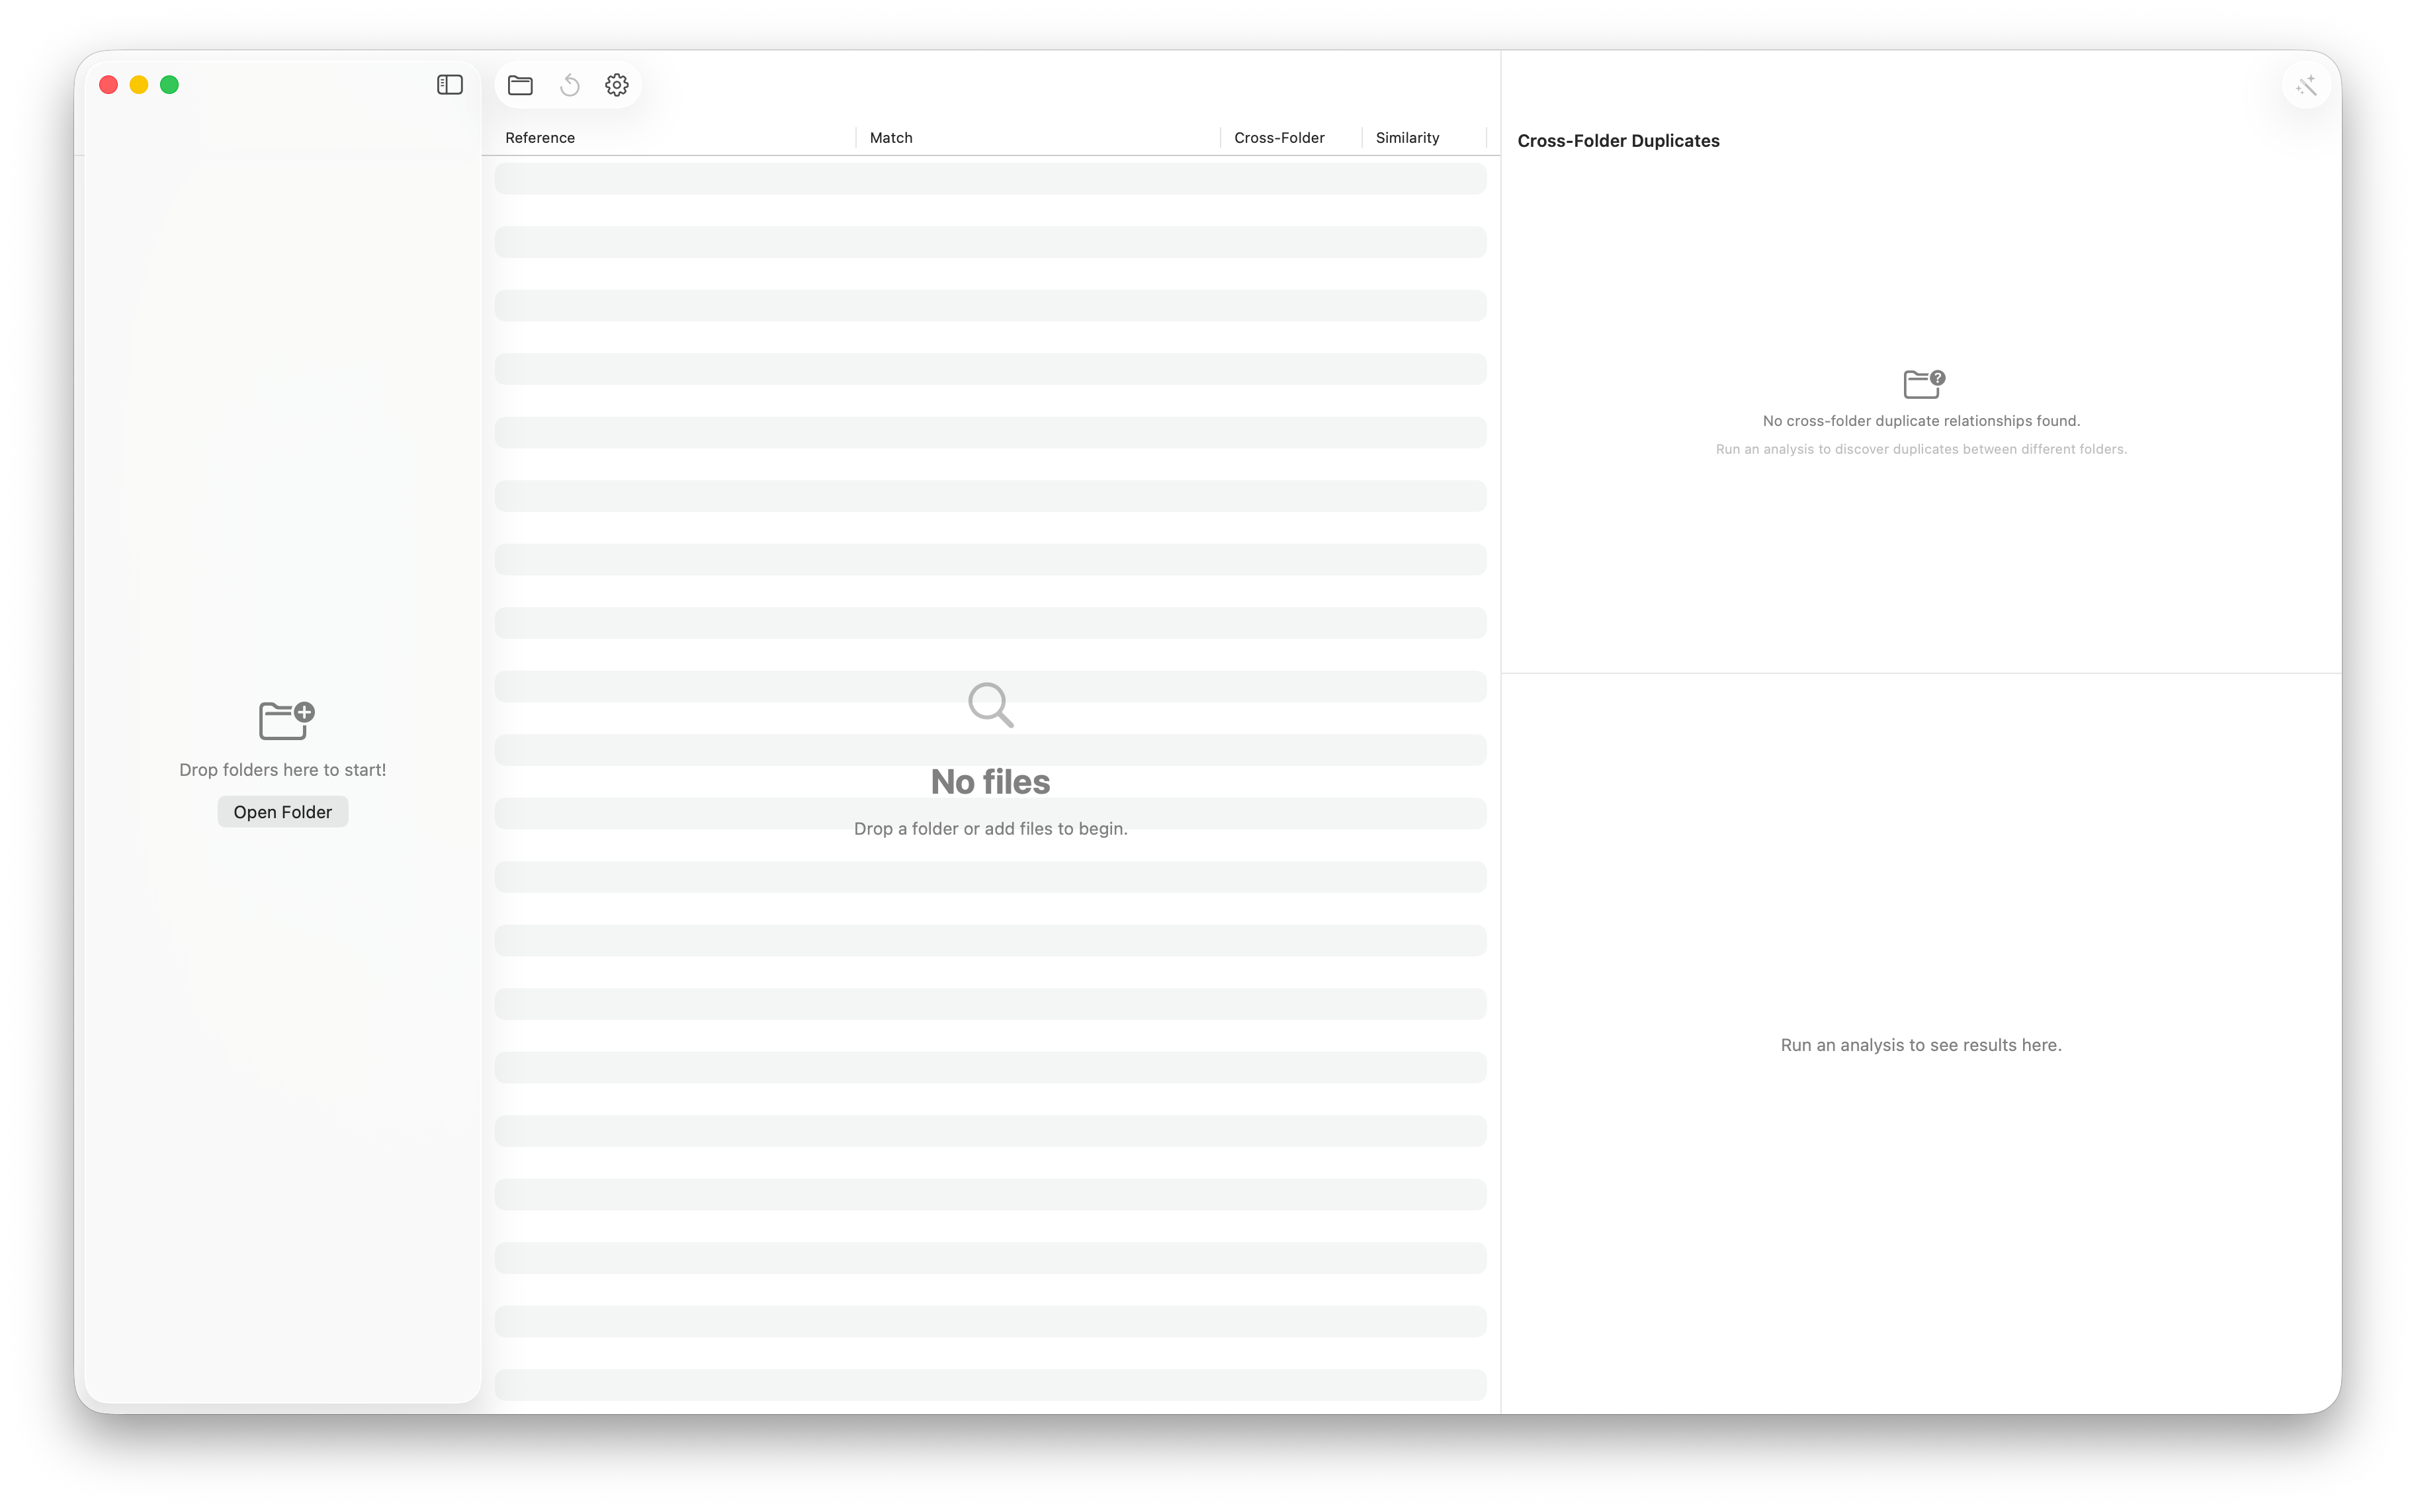 Reference
Match
Cross-Folder
Similarity
Cross-Folder Duplicates
No cross-folder duplicate relationships found.
Run an analysis to discover duplicates between different folders.
Drop folders here to start!
Open Folder
No files
Drop a folder or add files to begin.
Run an analysis to see results here.